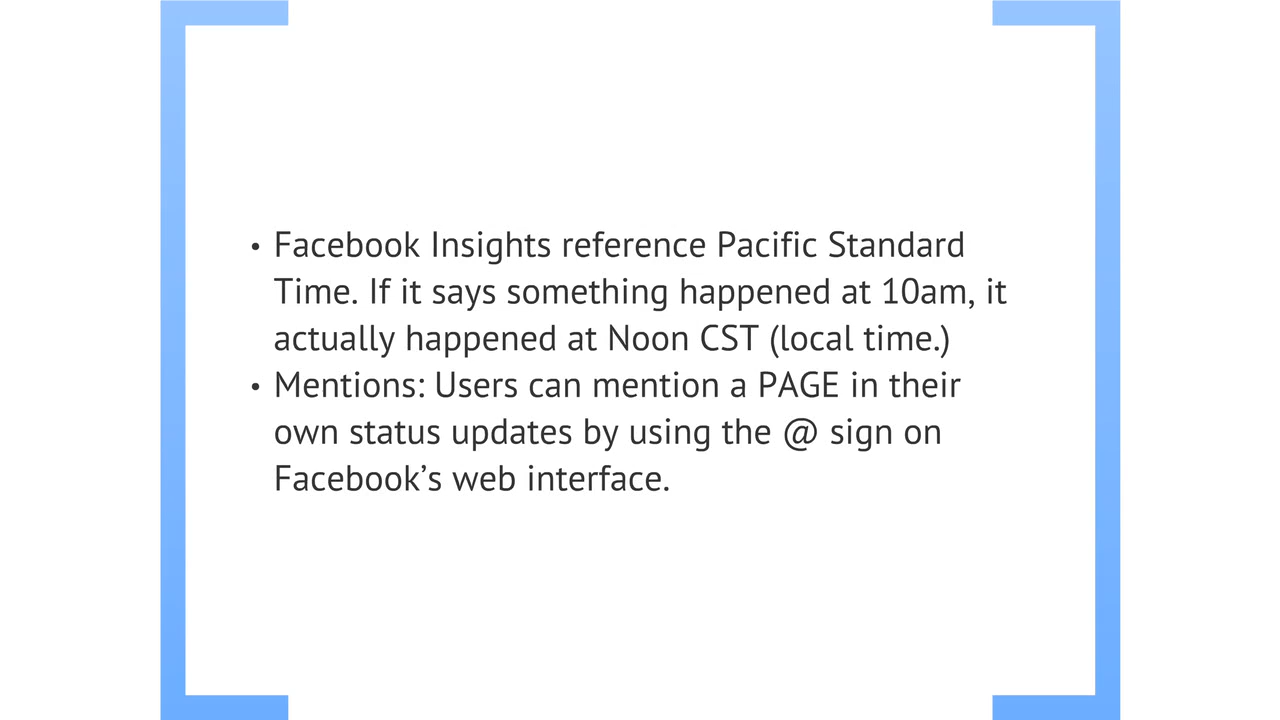 • Facebook Insights reference Pacific Standard
Time. If it says something happened at 10am, it
actually happened at Noon CST (local time.)
• Mentions: Users can mention a PAGE in their
own status updates by using the @ sign on
Facebook’s web interface.